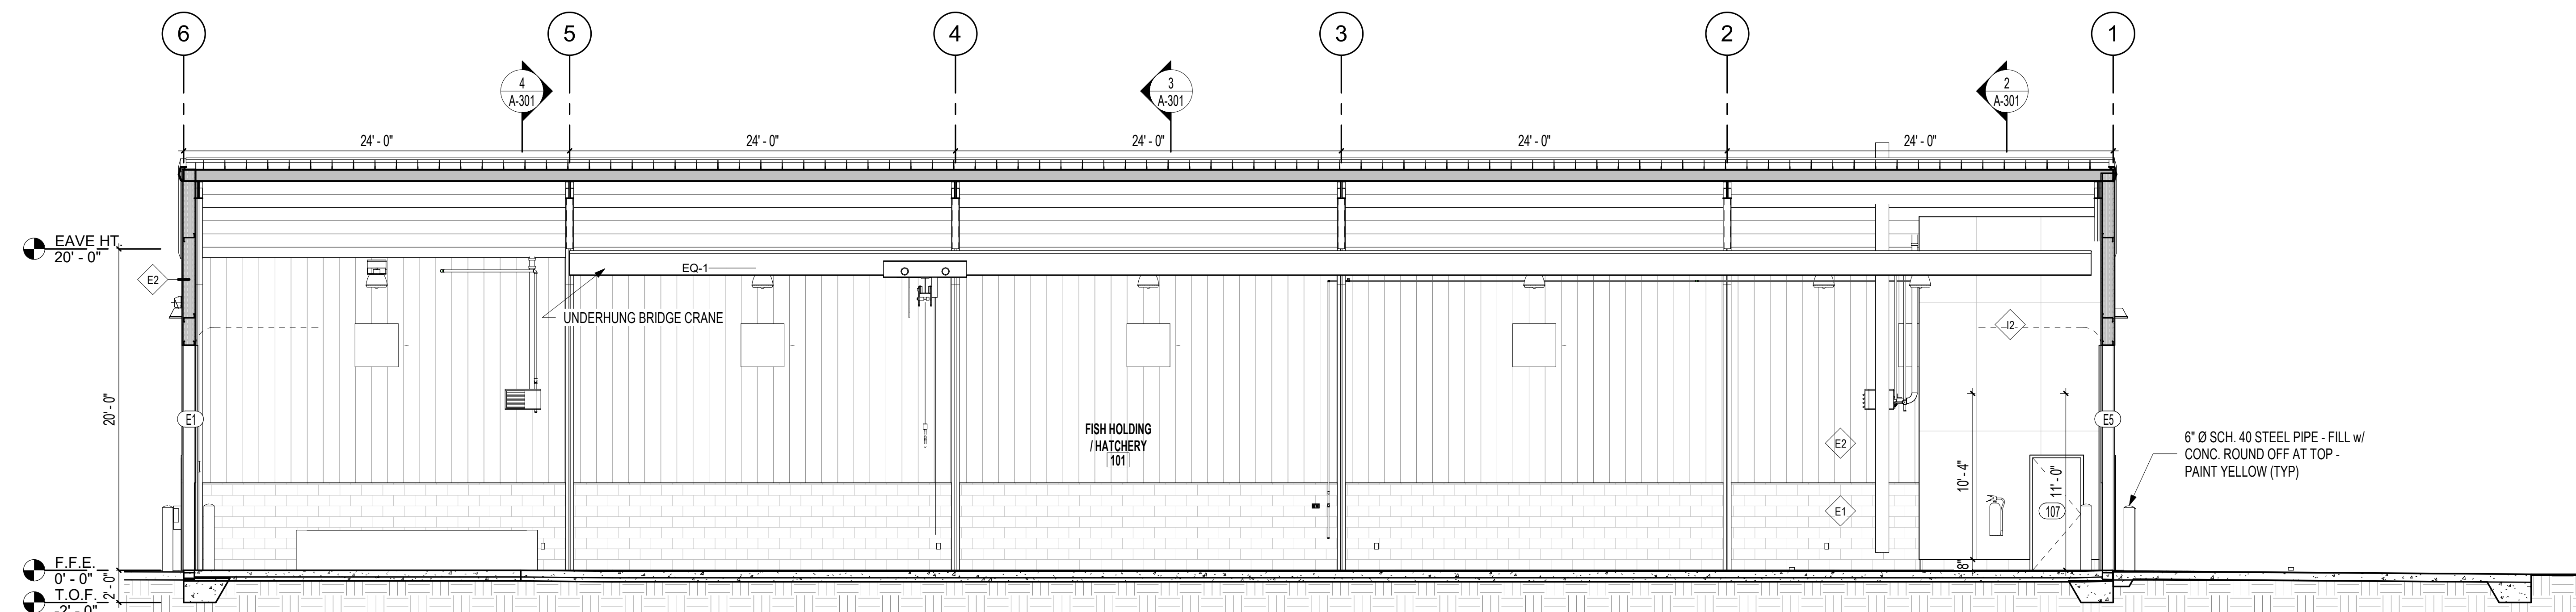 6
5
4
3
2
1
4
A-301
3
A-301
2
A-301
24' - 0"
24' - 0"
24' - 0"
24' - 0"
24' - 0"
EAVE HT.
20' - 0"
E2
EQ-1
UNDERHUNG BRIDGE CRANE
I2
20' - 0"
E1
FISH HOLDING
/ HATCHERY
101
E2
E1
10' - 4"
11' - 0"
107
8"
E5
6" Ø SCH. 40 STEEL PIPE - FILL w/
CONC. ROUND OFF AT TOP -
PAINT YELLOW (TYP)
F.F.E.
0' - 0"
2' - 0"
T.O.F.
-2' - 0"